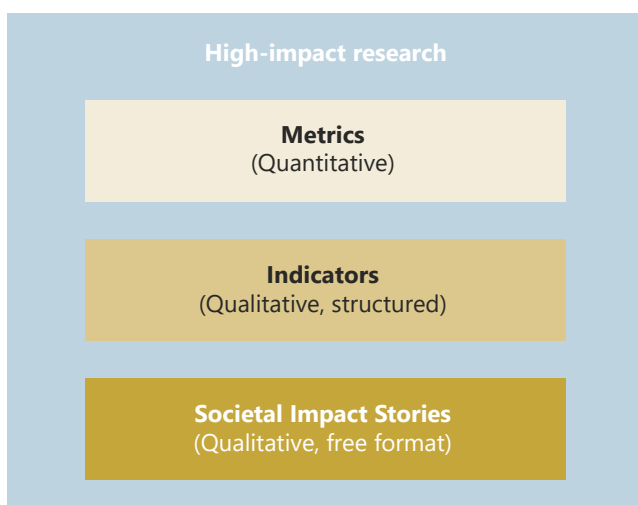 High-impact research
Metrics
(Quantitative)
Indicators
(Qualitative, structured)
Societal Impact Stories
(Qualitative, free format)